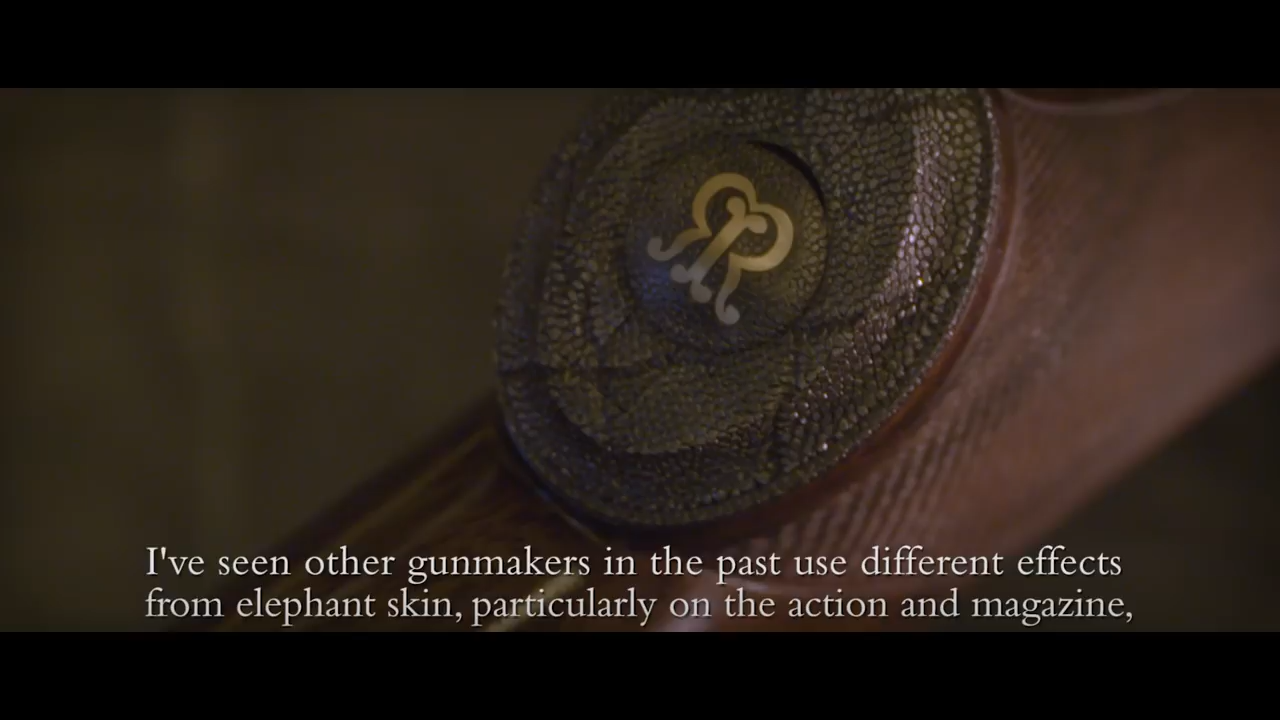 I've seen other gunmakers in the past use different effects
from elephant skin, particularly on the action and magazine,